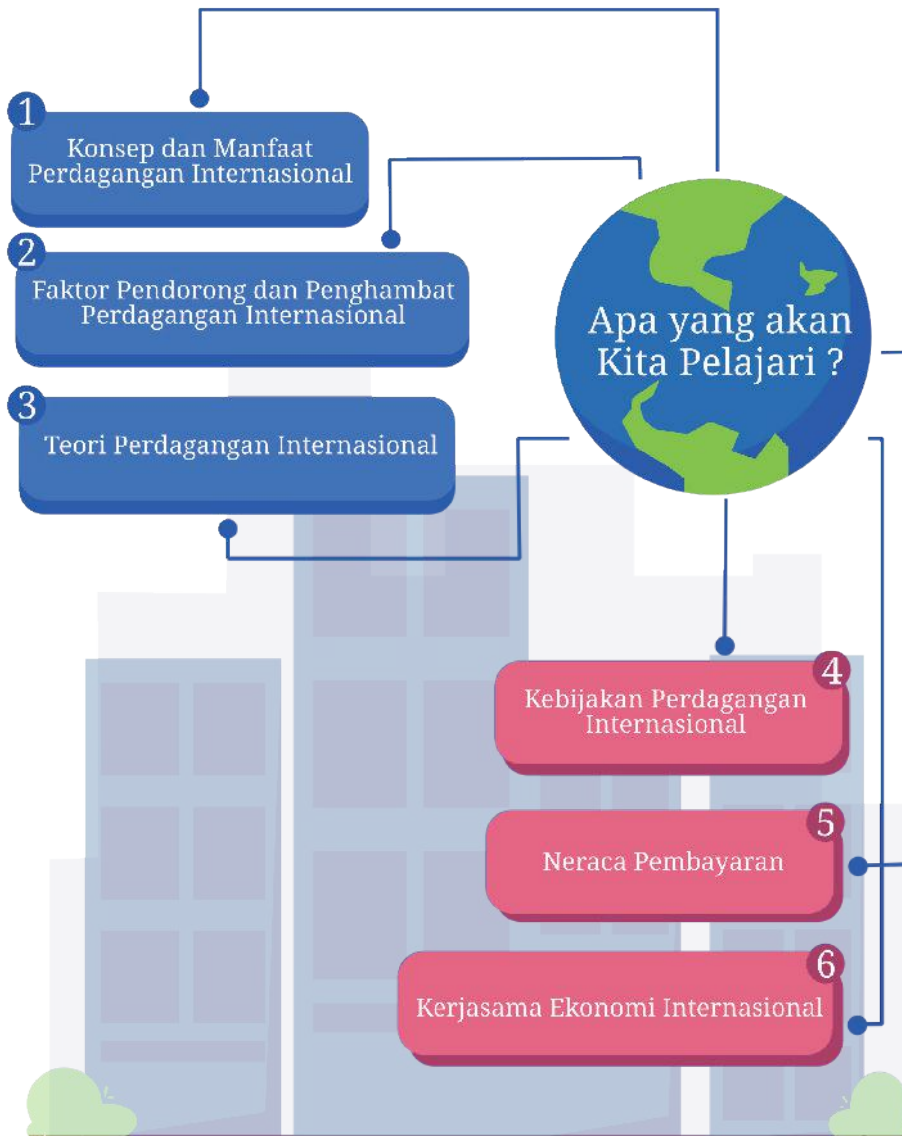 Apa yang akan
Kita Pelajari ?
1
Konsep dan Manfaat
Perdagangan Internasional
2
Faktor Pendorong dan Penghambat
Perdagangan Internasional
3
Teori Perdagangan Internasional
4
Kebijakan Perdagangan
Internasional
5
Neraca Pembayaran
6
Kerjasama Ekonomi Internasional